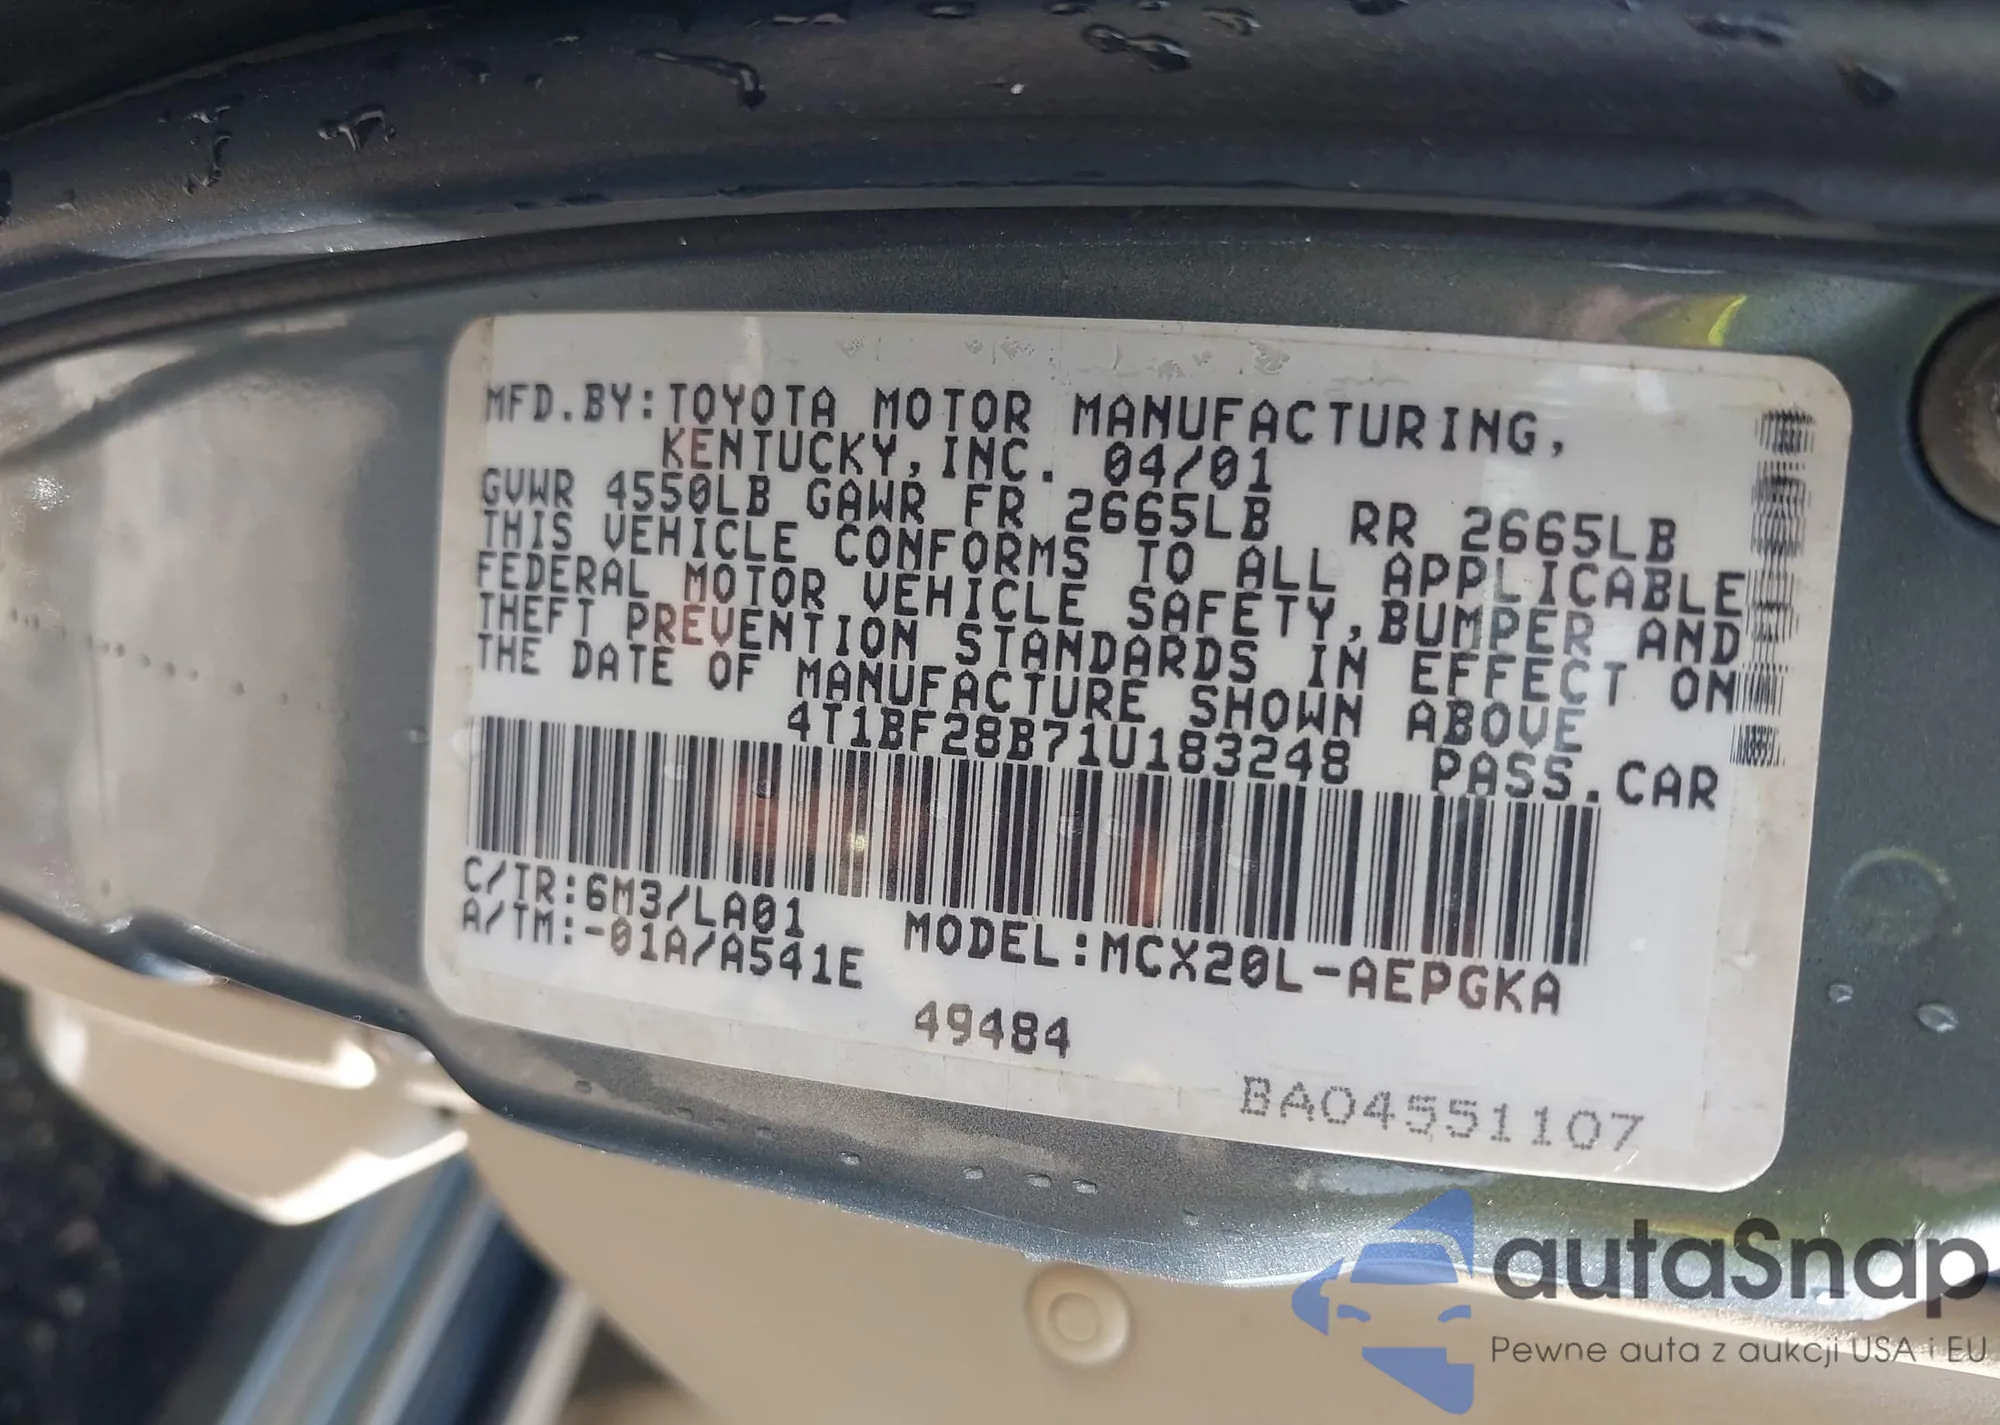 MFD.BY:TOYOTA MOTOR MANUFACTURING,
KENTUCKY,INC. 04/01
GVWR 4550LB GAWR FR 2665LB RR 2665LB
THIS VEHICLE CONFORMS TO ALL APPLICABLE
FEDERAL MOTOR VEHICLE SAFETY,BUMPER AND
THEFT PREVENTION STANDARDS IN EFFECT ON
THE DATE OF MANUFACTURE SHOWN ABOVE
4T1BF28B71U183248 PASS.CAR
C/TR:6M3/LA01
A/TM:-01A/A541E
MODEL:MCX20L-AEPGKA
49484
BA04551107
autaSnap
Pewne auta z aukcji USA i EU